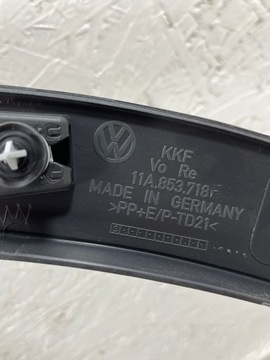 KKF
Vo Re
11A.853.718F
MADE IN GERMANY
>PP+E/P-TD21<